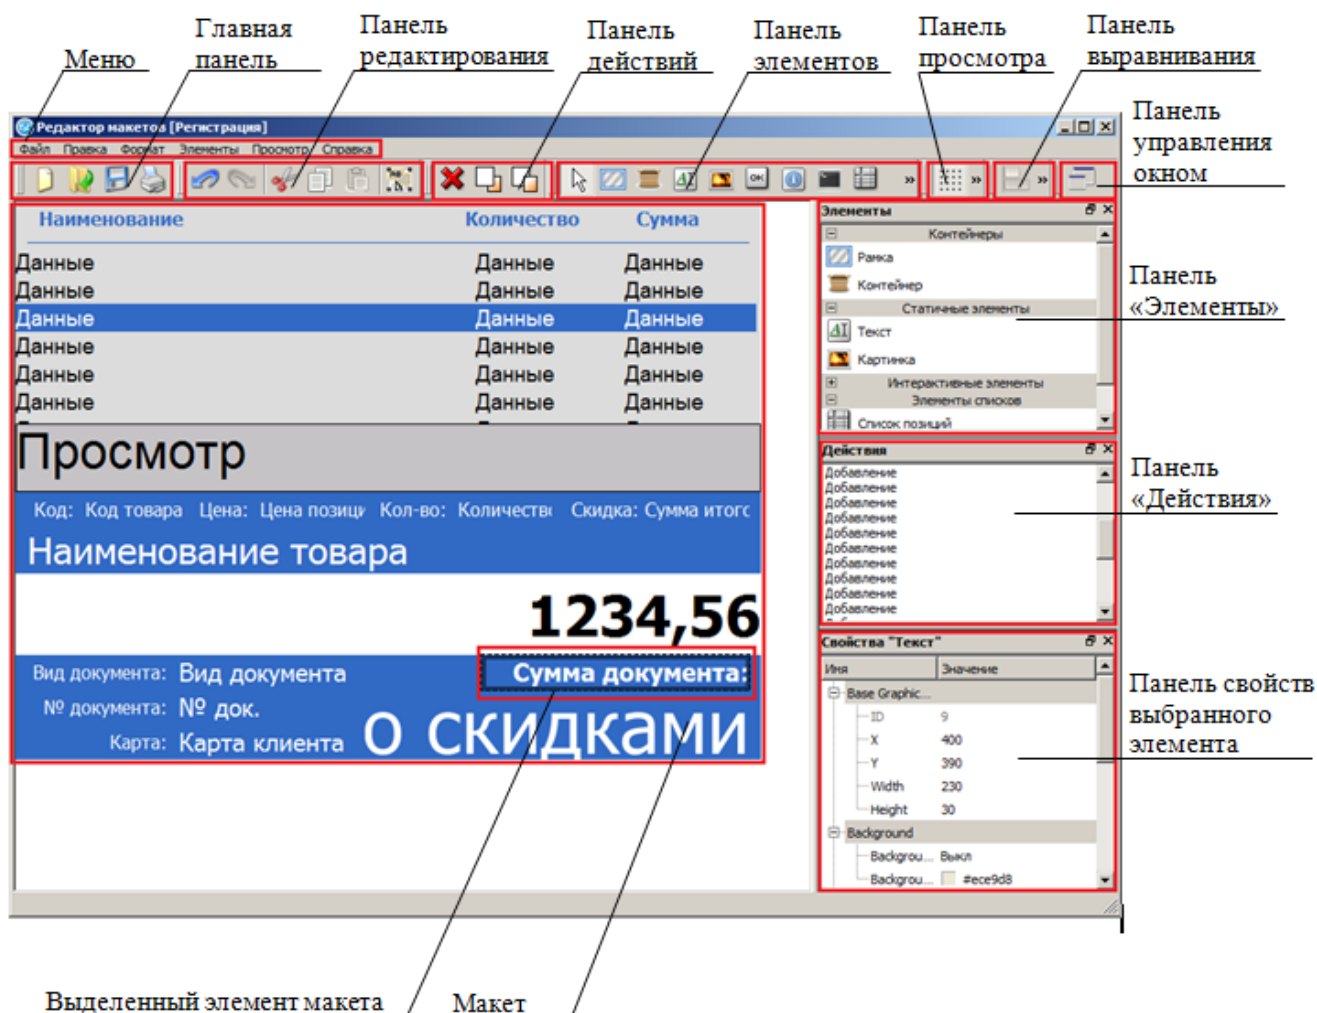 Меню
Главная
панель
Панель
редактирования
Панель
действий
Панель
элементов
Панель
просмотра
Панель
выравнивания
Панель
управления
окном
Редактор макетов [Регистрация]
Файл Правка Формат Элементы Просмотр Справка
Наименование Количество Сумма
Данные Данные Данные
Данные Данные Данные
Данные Данные Данные
Данные Данные Данные
Данные Данные Данные
Данные Данные Данные
Просмотр
Код: Код товара Цена: Цена позици Кол-во: Количеств Скидка: Сумма итогс
Наименование товара
1234,56
Вид документа: Вид документа Сумма документа:
№ документа: № док.
Карта: Карта клиента о скидками
Элементы
Контейнеры
Рамка
Контейнер
Статичные элементы
Текст
Картинка
Интерактивные элементы
Элементы списков
Список позиций
Панель
«Элементы»
Действия
Добавление
Добавление
Добавление
Добавление
Добавление
Добавление
Добавление
Добавление
Добавление
Добавление
Панель
«Действия»
Свойства "Текст"
Имя Значение
Base Graphic...
ID 9
X 400
Y 390
Width 230
Height 30
Background
Backgrou... Выкл
Backgrou... #ece9d8
Панель свойств
выбранного
элемента
Выделенный элемент макета
Макет